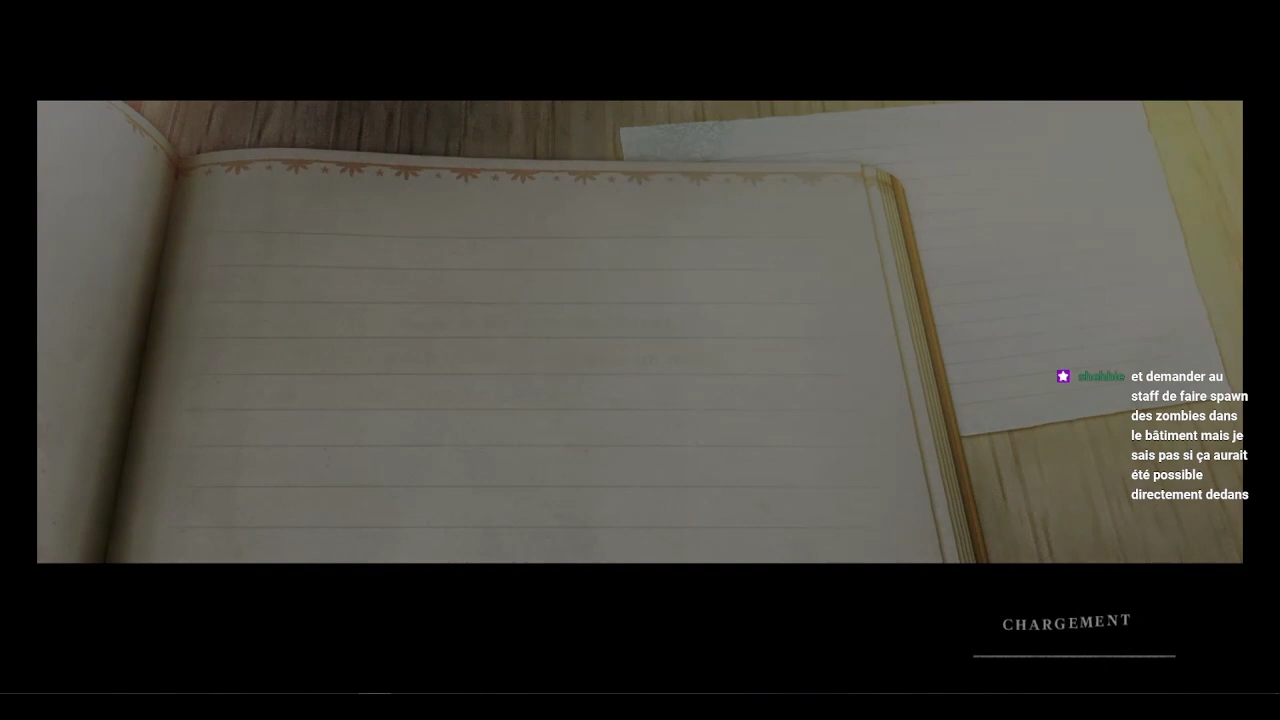 shehbie et demander au
staff de faire spawn
des zombies dans
le bâtiment mais je
sais pas si ça aurait
été possible
directement dedans
CHARGEMENT